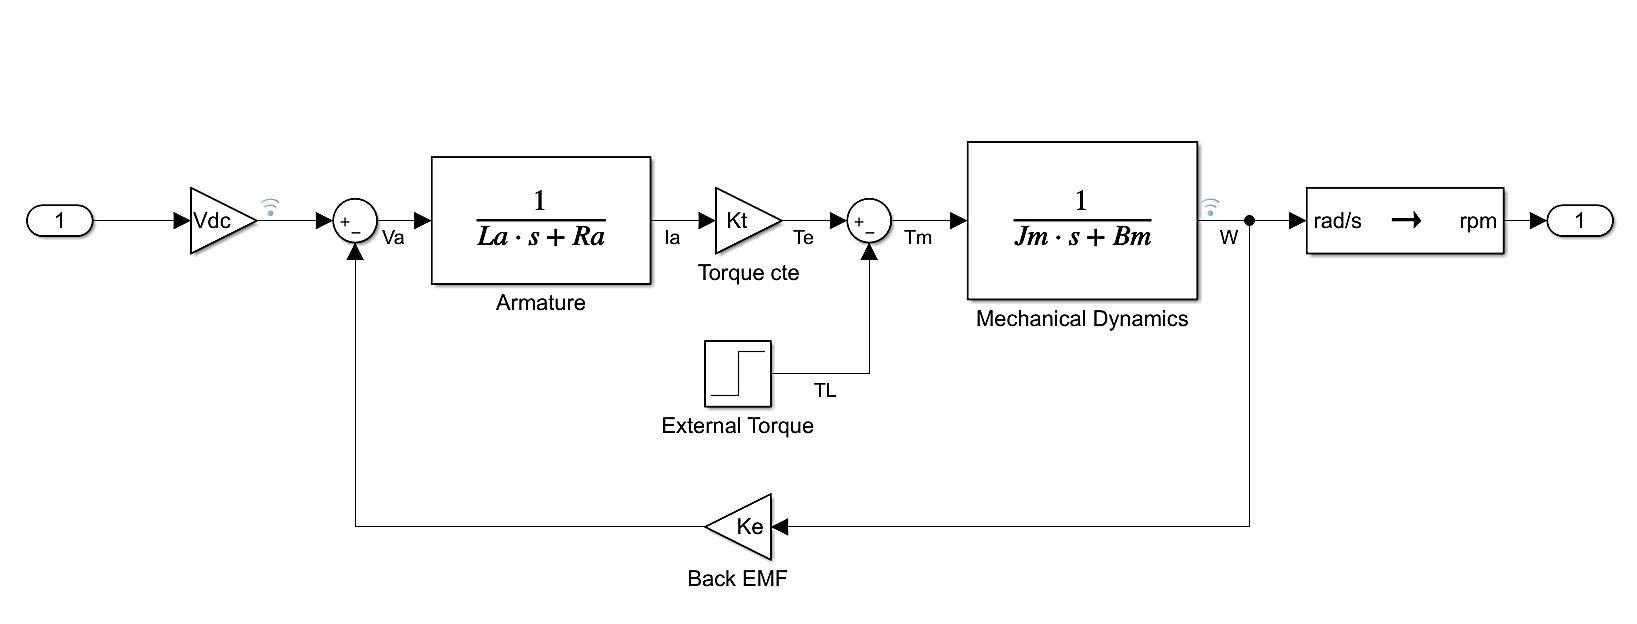 1
Vdc
+
−
Va
1
La · s + Ra
Armature
Ia
Kt
Torque cte
Te
+
−
Tm
1
Jm · s + Bm
Mechanical Dynamics
W
rad/s → rpm
1
TL
External Torque
Ke
Back EMF